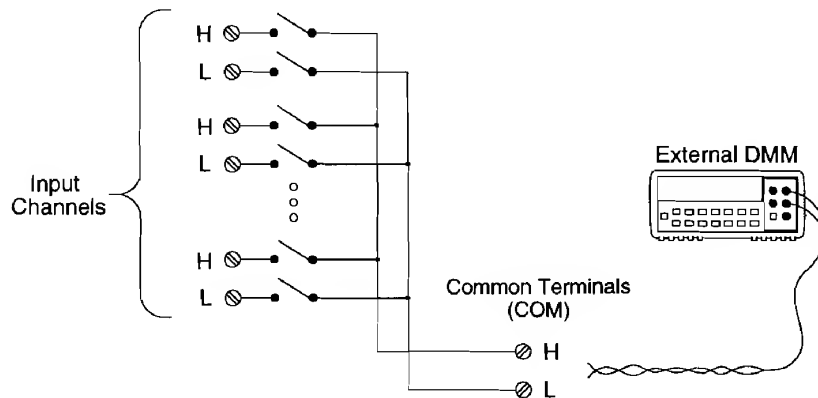 H
L
H
L
External DMM
Input
Channels
H
L
Common Terminals
(COM)
H
L